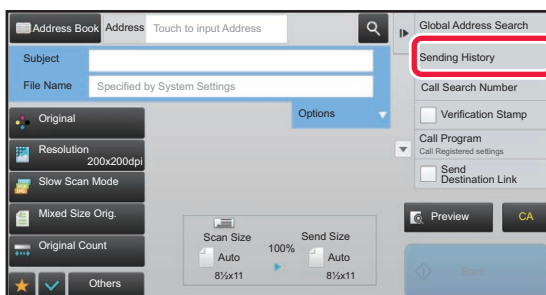 Address Book
Address
Touch to input Address
Subject
File Name
Specified by System Settings
Options
Original
Resolution
200x200dpi
Slow Scan Mode
Mixed Size Orig.
Original Count
Others
Scan Size
100%
Send Size
Auto
Auto
8½x11
8½x11
Global Address Search
Sending History
Call Search Number
Verification Stamp
Call Program
Call Registered settings
Send
Destination Link
Preview
CA
Start